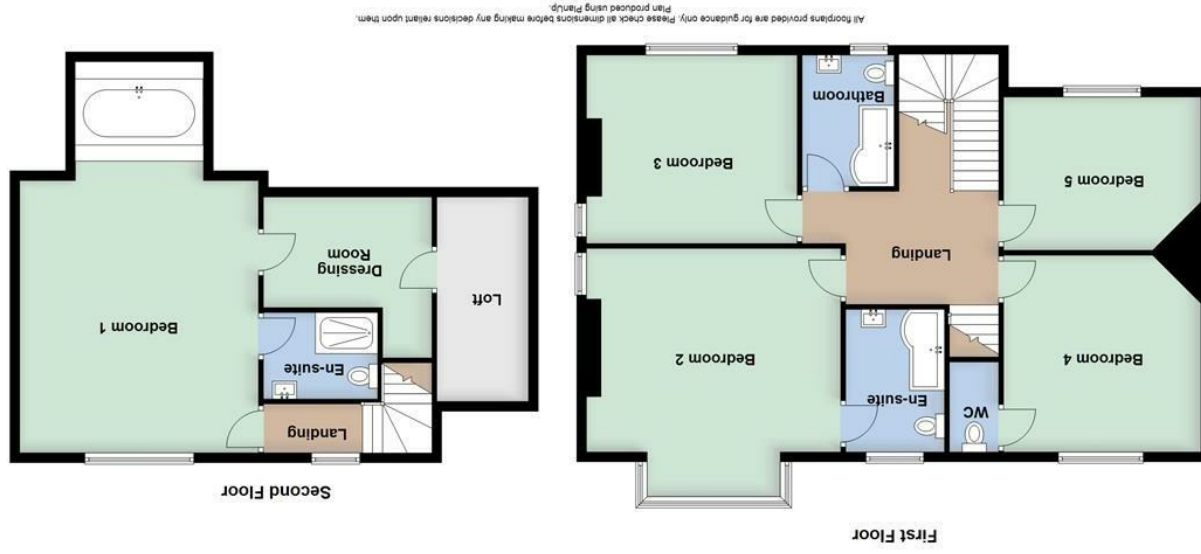 First Floor
Bedroom 4
WC
En-suite
Bedroom 2
Landing
Bedroom 5
Bathroom
Bedroom 3
Second Floor
Landing
En-suite
Bedroom 1
Loft
Dressing
Room
All floorplans provided are for guidance only. Please check all dimensions before making any decisions reliant upon them.
Plan produced using PlanUp.